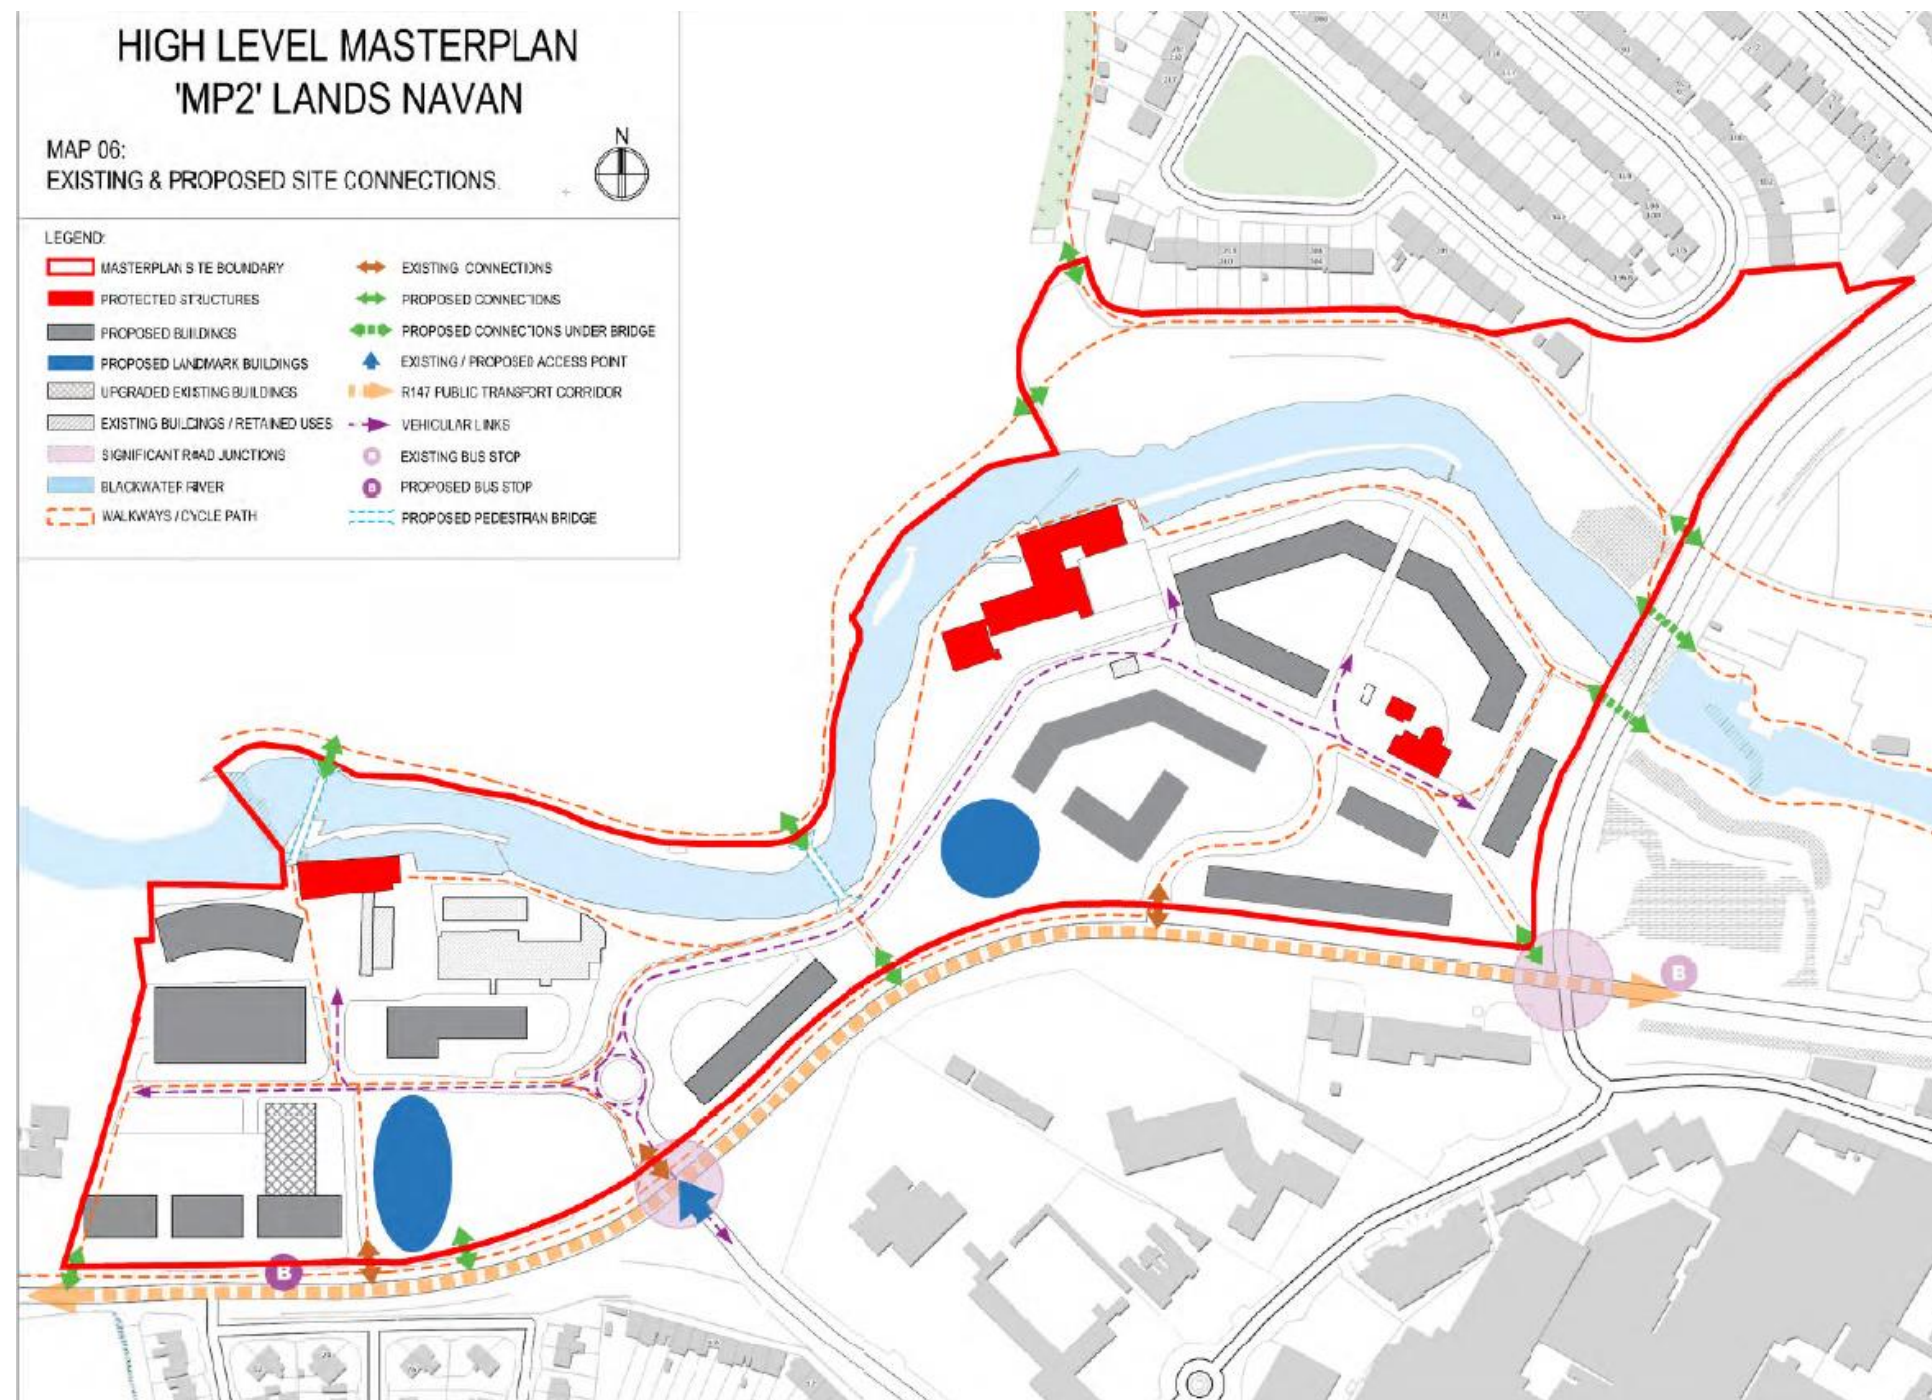 HIGH LEVEL MASTERPLAN
'MP2' LANDS NAVAN
N
MAP 06:
EXISTING & PROPOSED SITE CONNECTIONS.
LEGEND:
MASTERPLAN SITE BOUNDARY
PROTECTED STRUCTURES
PROPOSED BUILDINGS
PROPOSED LANDMARK BUILDINGS
UPGRADED EXISTING BUILDINGS
EXISTING BUILDINGS / RETAINED USES
SIGNIFICANT ROAD JUNCTIONS
BLACKWATER RIVER
WALKWAYS / CYCLE PATH
EXISTING CONNECTIONS
PROPOSED CONNECTIONS
PROPOSED CONNECTIONS UNDER BRIDGE
EXISTING / PROPOSED ACCESS POINT
R147 PUBLIC TRANSFORT CORRIDOR
VEHICULAR LINKS
EXISTING BUS STOP
B PROPOSED BUS STOP
PROPOSED PEDESTRAN BRIDGE
B
B